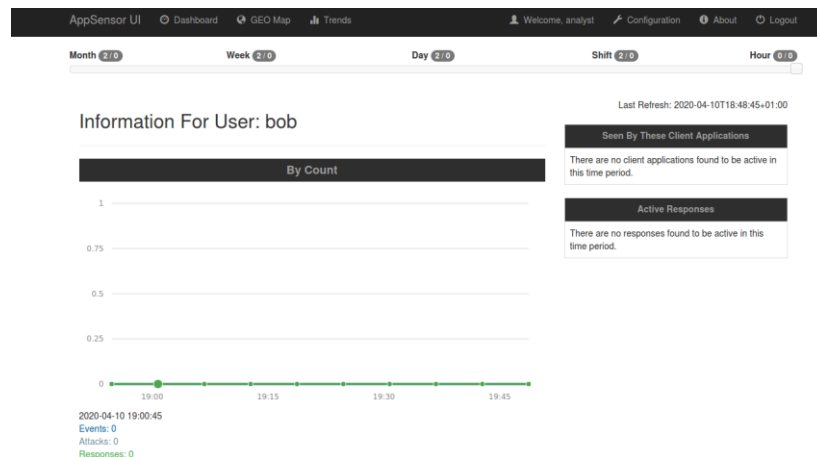 AppSensor UI Dashboard GEO Map Trends Welcome, analyst Configuration About Logout
Month 2 / 0 Week 2 / 0 Day 2 / 0 Shift 2 / 0 Hour 0 / 0
Last Refresh: 2020-04-10T18:48:45+01:00
Information For User: bob
Seen By These Client Applications
There are no client applications found to be active in
this time period.
Active Responses
There are no responses found to be active in this
time period.
By Count
1
0.75
0.5
0.25
0
19:00 19:15 19:30 19:45
2020-04-10 19:00:45
Events: 0
Attacks: 0
Responses: 0